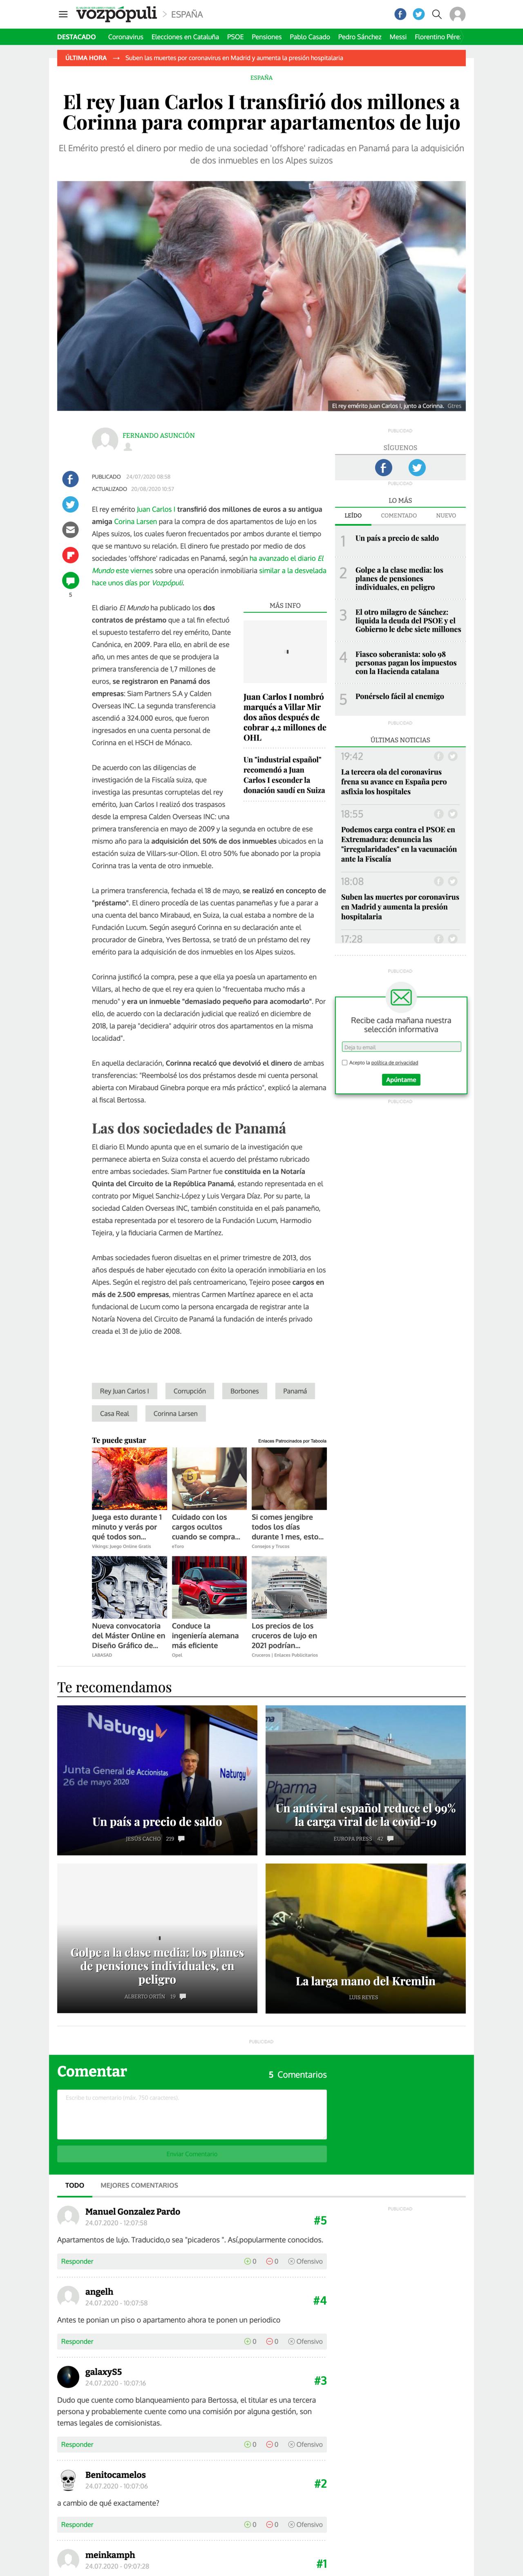 vozpópuli
ESPAÑA
DESTACADO Coronavirus Elecciones en Cataluña PSOE Pensiones Pablo Casado Pedro Sánchez Messi Florentino Pére
ÚLTIMA HORA → Suben las muertes por coronavirus en Madrid y aumenta la presión hospitalaria
ESPAÑA
El rey Juan Carlos I transfirió dos millones a
Corinna para comprar apartamentos de lujo
El Emérito prestó el dinero por medio de una sociedad 'offshore' radicadas en Panamá para la adquisición
de dos inmuebles en los Alpes suizos
El rey emérito Juan Carlos I, junto a Corinna. Gtres
FERNANDO ASUNCIÓN
PUBLICADO 24/07/2020 09:58
ACTUALIZADO 20/08/2020 10:57
5
El rey emérito Juan Carlos I transfirió dos millones de euros a su antigua
amiga Corina Larsen para la compra de dos apartamentos de lujo en los
Alpes suizos, los cuales fueron frecuentados por ambos durante el tiempo
que se mantuvo su relación. El dinero fue prestado por medio de dos
sociedades 'offshore' radicadas en Panamá, según ha avanzado el diario El
Mundo este viernes sobre una operación inmobiliaria similar a la desvelada
hace unos días por Vozpópuli.
El diario El Mundo ha publicado los dos
contratos de préstamo que a tal fin efectuó
el supuesto testaferro del rey emérito, Dante
Canónica, en 2009. Para ello, en abril de ese
año, un mes antes de que se produjera la
primera transferencia de 1,7 millones de
euros, se registraron en Panamá dos
empresas: Siam Partners S.A y Calden
Overseas INC. La segunda transferencia
ascendió a 324.000 euros, que fueron
ingresados en una cuenta personal de
Corinna en el HSCH de Mónaco.
MÁS INFO
Juan Carlos I nombró
marqués a Villar Mir
dos años después de
cobrar 4,2 millones de
OHL
Un "industrial español"
recomendó a Juan
Carlos I esconder la
donación saudí en Suiza
De acuerdo con las diligencias de
investigación de la Fiscalía suiza, que
investiga las presuntas corruptelas del rey
emérito, Juan Carlos I realizó dos traspasos
desde la empresa Calden Overseas INC: una
primera transferencia en mayo de 2009 y la segunda en octubre de ese
mismo año para la adquisición del 50% de dos inmuebles ubicados en la
estación suiza de Villars-sur-Ollon. El otro 50% fue abonado por la propia
Corinna tras la venta de otro inmueble.
La primera transferencia, fechada el 18 de mayo, se realizó en concepto de
"préstamo". El dinero procedía de las cuentas panameñas y fue a parar a
una cuenta del banco Mirabaud, en Suiza, la cual estaba a nombre de la
Fundación Lucum. Según aseguró Corinna en su declaración ante el
procurador de Ginebra, Yves Bertossa, se trató de un préstamo del rey
emérito para la adquisición de dos inmuebles en los Alpes suizos.
Corinna justificó la compra, pese a que ella ya poseía un apartamento en
Villars, al hecho de que el rey era quien lo "frecuentaba mucho más a
menudo" y era un inmueble "demasiado pequeño para acomodarlo". Por
ello, de acuerdo con la declaración judicial que realizó en diciembre de
2018, la pareja "decidiera" adquirir otros dos apartamentos en la misma
localidad".
En aquella declaración, Corinna recalcó que devolvió el dinero de ambas
transferencias: "Reembolsé los dos préstamos desde mi cuenta personal
abierta con Mirabaud Ginebra porque era más práctico", explicó la alemana
al fiscal Bertossa.
Las dos sociedades de Panamá
El diario El Mundo apunta que en el sumario de la investigación que
permanece abierta en Suiza consta el acuerdo del préstamo rubricado
entre ambas sociedades. Siam Partner fue constituida en la Notaría
Quinta del Circuito de la República Panamá, estando representada en el
contrato por Miguel Sanchiz-López y Luis Vergara Díaz. Por su parte, la
sociedad Calden Overseas INC, también constituida en el país panameño,
estaba representada por el tesorero de la Fundación Lucum, Harmodio
Tejeira, y la fiduciaria Carmen de Martínez.
Ambas sociedades fueron disueltas en el primer trimestre de 2013, dos
años después de haber ejecutado con éxito la operación inmobiliaria en los
Alpes. Según el registro del país centroamericano, Tejeiro posee cargos en
más de 2.500 empresas, mientras Carmen Martínez aparece en el acta
fundacional de Lucum como la persona encargada de registrar ante la
Notaría Novena del Circuito de Panamá la fundación de interés privado
creada el 31 de julio de 2008.
Rey Juan Carlos I
Corrupción
Borbones
Panamá
Casa Real
Corinna Larsen
PUBLICIDAD
SÍGUENOS
PUBLICIDAD
LO MÁS
LEÍDO COMENTADO NUEVO
1 Un país a precio de saldo
2 Golpe a la clase media: los
planes de pensiones
individuales, en peligro
3 El otro milagro de Sánchez:
liquida la deuda del PSOE y el
Gobierno le debe siete millones
4 Fiasco soberanista: solo 98
personas pagan los impuestos
con la Hacienda catalana
5 Ponérselo fácil al enemigo
PUBLICIDAD
ÚLTIMAS NOTICIAS
19:42
La tercera ola del coronavirus
frena su avance en España pero
asfixia los hospitales
18:55
Podemos carga contra el PSOE en
Extremadura: denuncia las
"irregularidades" en la vacunación
ante la Fiscalía
18:08
Suben las muertes por coronavirus
en Madrid y aumenta la presión
hospitalaria
17:28
PUBLICIDAD
Recibe cada mañana nuestra
selección informativa
Deja tu email
Acepto la política de privacidad
Apúntame
PUBLICIDAD
Te puede gustar
Enlaces Patrocinados por Taboola
Juega esto durante 1
minuto y verás por
qué todos son...
Vikings: Juego Online Gratis
Cuidado con los
cargos ocultos
cuando se compra...
eToro
Si comes jengibre
todos los días
durante 1 mes, esto...
Consejos y Trucos
Nueva convocatoria
del Máster Online en
Diseño Gráfico de...
LABASAD
Conduce la
ingeniería alemana
más eficiente
Opel
Los precios de los
cruceros de lujo en
2021 podrían...
Cruceros | Enlaces Publicitarios
Te recomendamos
Naturgy
Junta General de Accionistas
26 de mayo 2020
Naturgy
Un país a precio de saldo
JESÚS CACHO 219
Pharma
Mar
Un antiviral español reduce el 99%
la carga viral de la covid-19
EUROPA PRESS 42
Golpe a la clase media: los planes
de pensiones individuales, en
peligro
ALBERTO ORTÍN 19
La larga mano del Kremlin
LUIS REYES
PUBLICIDAD
Comentar
5 Comentarios
Escribe tu comentario (máx. 750 caracteres)
Enviar Comentario
TODO MEJORES COMENTARIOS
PUBLICIDAD
Manuel Gonzalez Pardo
24.07.2020 - 12:07:58
#5
Apartamentos de lujo. Traducido,o sea "picaderos ". Así,popularmente conocidos.
Responder 0 0 Ofensivo
angelh
24.07.2020 - 10:07:58
#4
Antes te ponian un piso o apartamento ahora te ponen un periodico
Responder 0 0 Ofensivo
galaxyS5
24.07.2020 - 10:07:16
#3
Dudo que cuente como blanqueamiento para Bertossa, el titular es una tercera
persona y probablemente cuente como una comisión por alguna gestión, son
temas legales de comisionistas.
Responder 0 0 Ofensivo
Benitocamelos
24.07.2020 - 10:07:06
#2
a cambio de qué exactamente?
Responder 0 0 Ofensivo
meinkamph
24.07.2020 - 09:07:28
#1